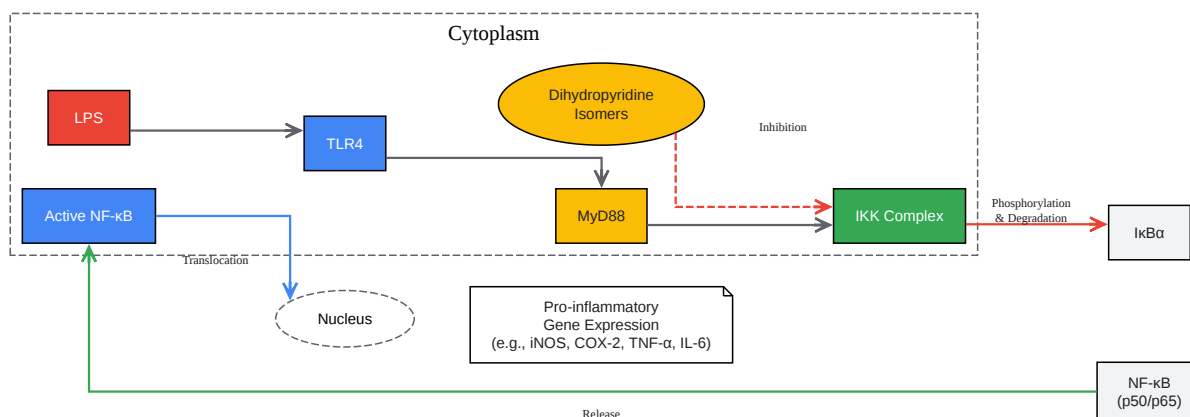 Cytoplasm
Dihydropyridine
Isomers
LPS
Inhibition
TLR4
Active NF-κB
MyD88
IKK Complex
Phosphorylation
& Degradation
IκBα
Translocation
Nucleus
Pro-inflammatory
Gene Expression
(e.g., iNOS, COX-2, TNF-α, IL-6)
NF-κB
(p50/p65)
Release